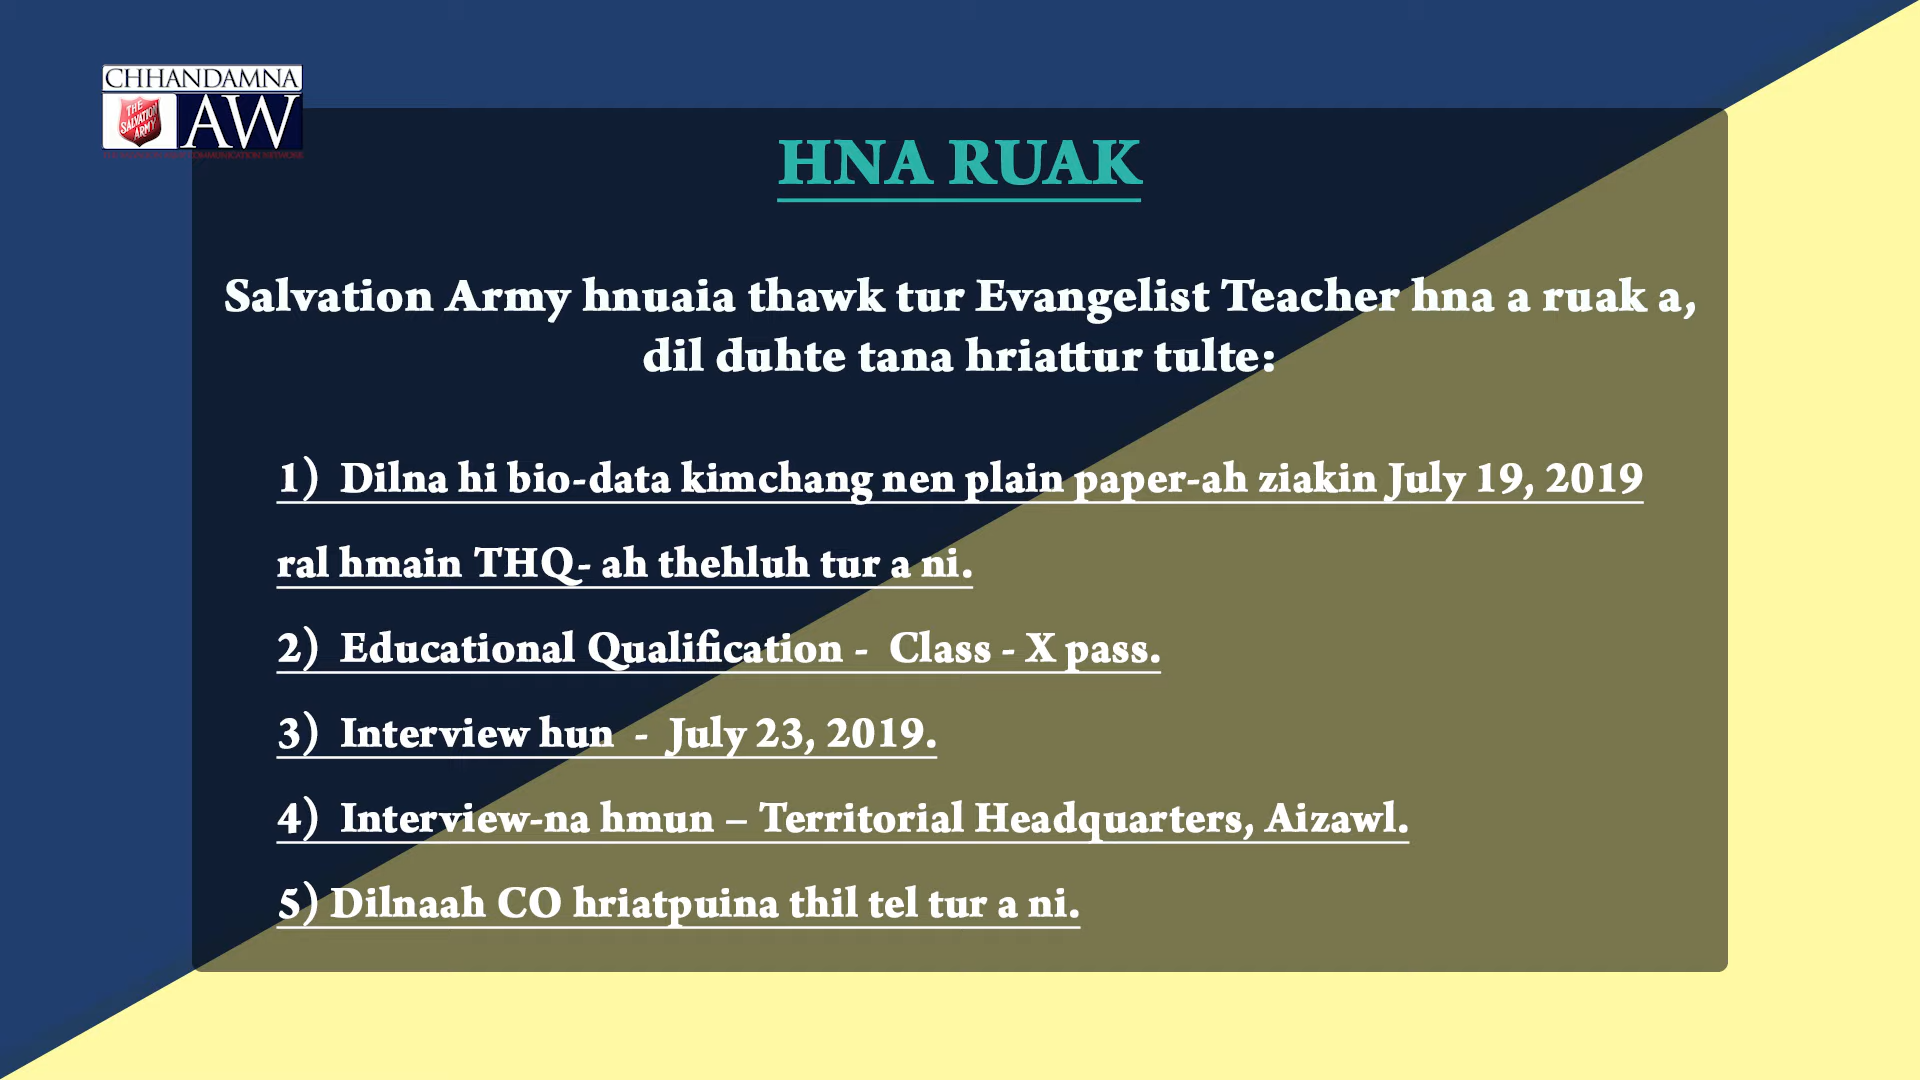 CHHANDAMNA
THE
SALVATION
ARMY
AW
HNA RUAK
Salvation Army hnuaia thawk tur Evangelist Teacher hna a ruak a,
dil duhte tana hriattur tulte:
1) Dilna hi bio-data kimchang nen plain paper-ah ziakin July 19, 2019
ral hmain THQ- ah thehluh tur a ni.
2) Educational Qualification - Class - X pass.
3) Interview hun - July 23, 2019.
4) Interview-na hmun – Territorial Headquarters, Aizawl.
5) Dilnaah CO hriatpuina thil tel tur a ni.